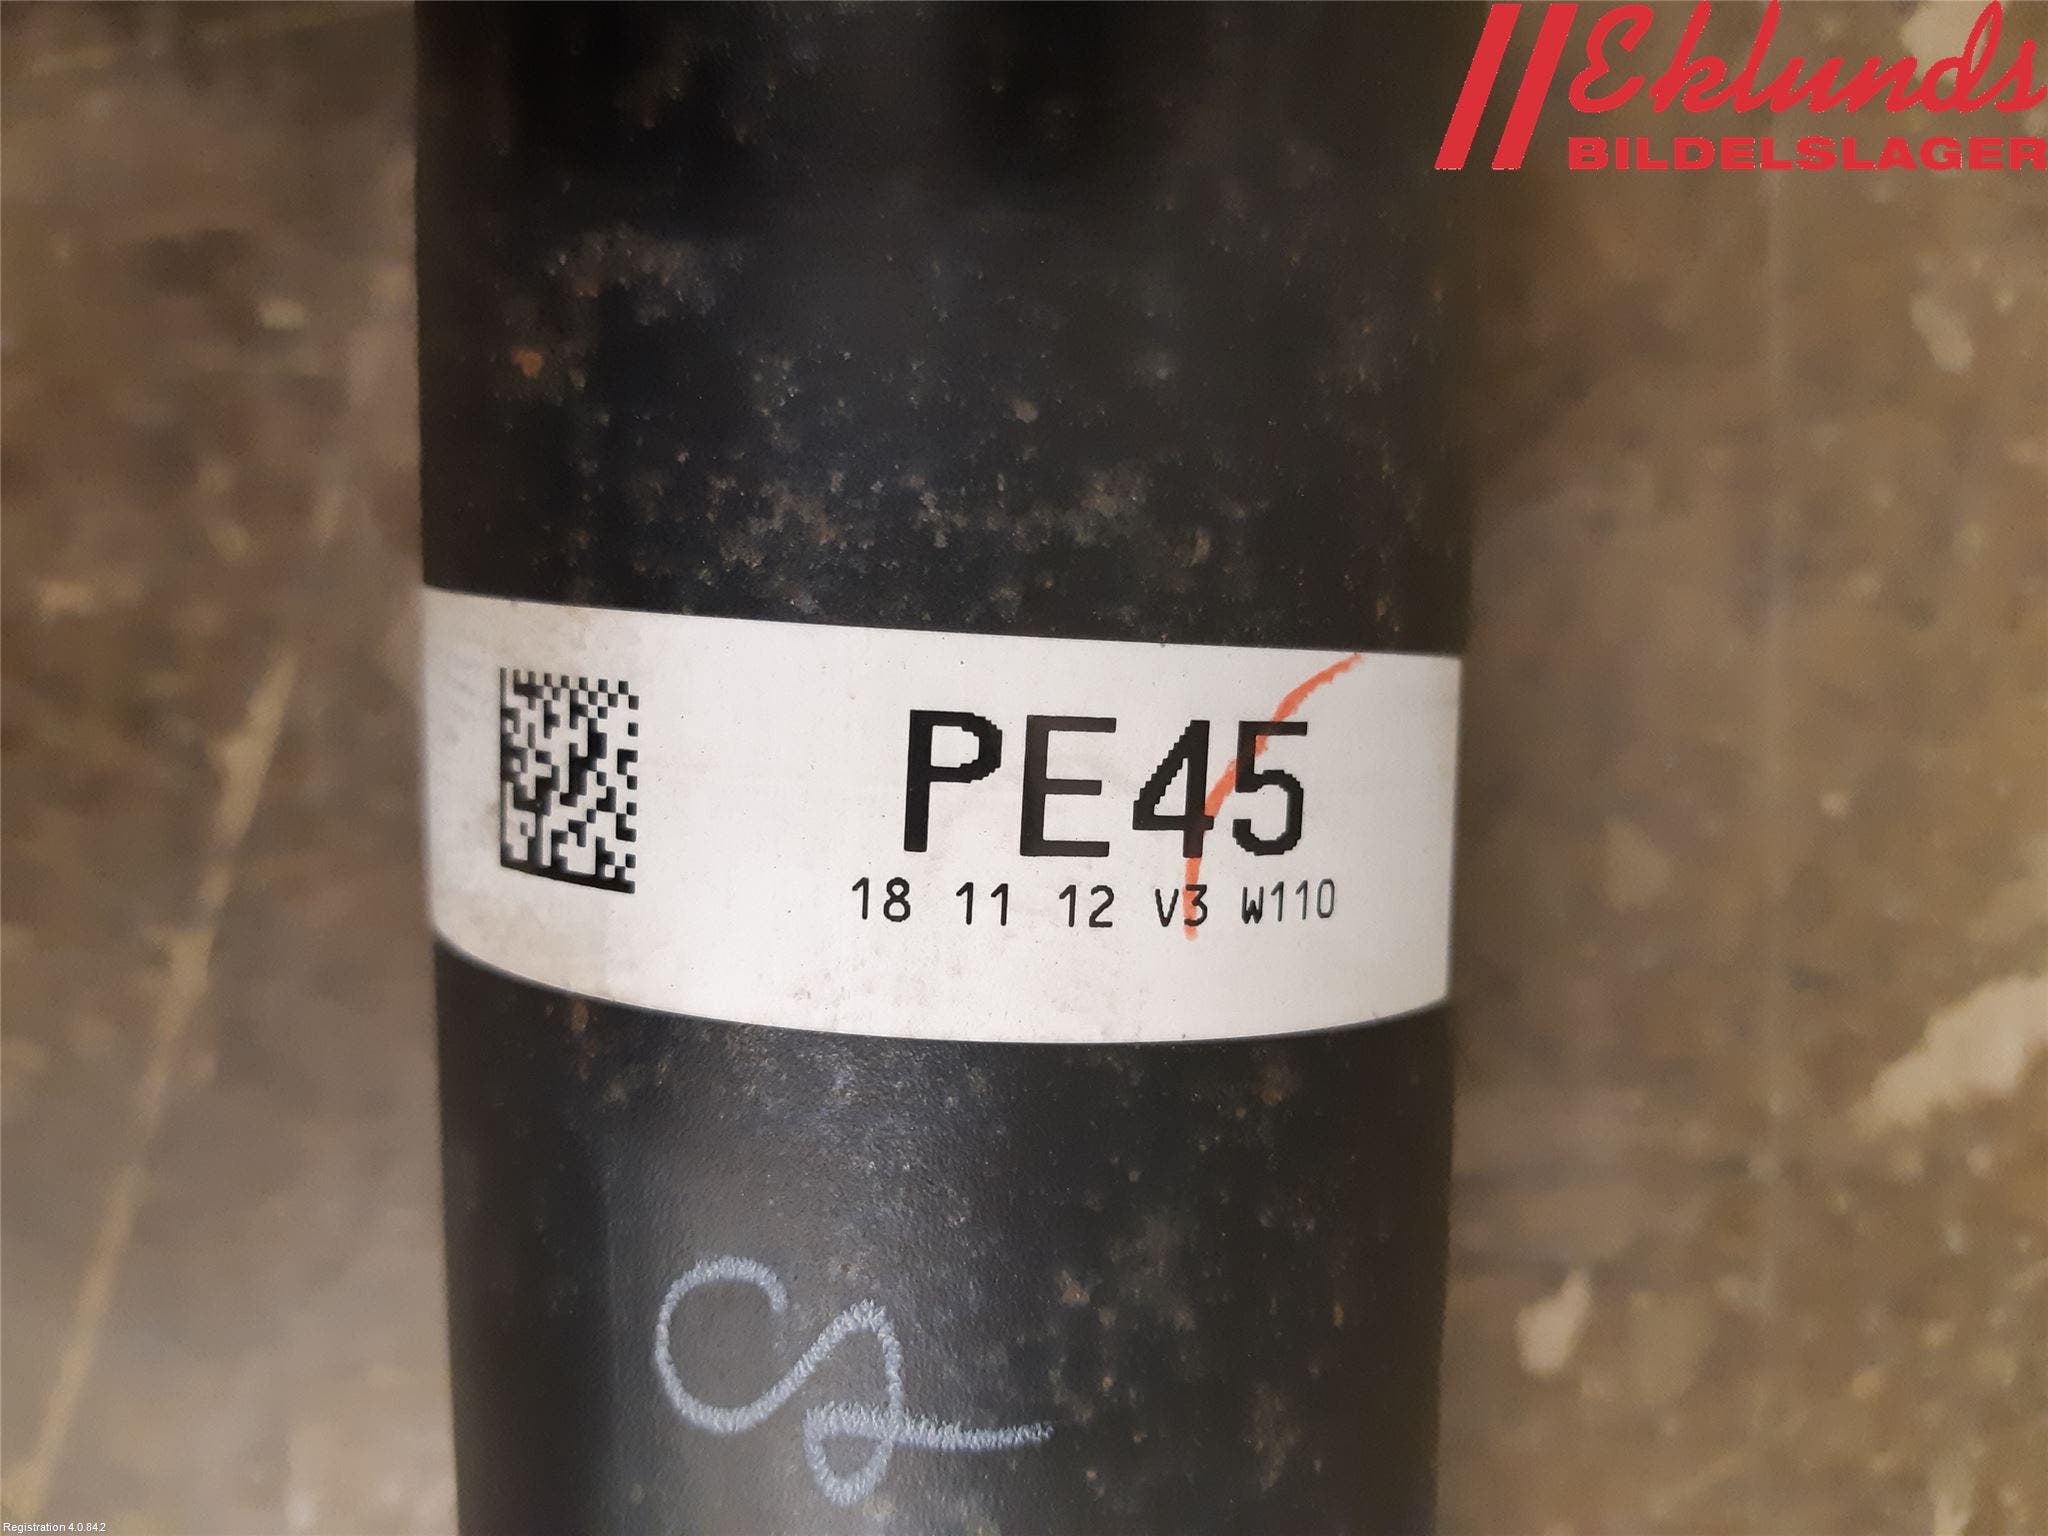 Eklunds
BILDELSLAGER
PE45
18 11 12 V3 W110
Registration 4.0.842